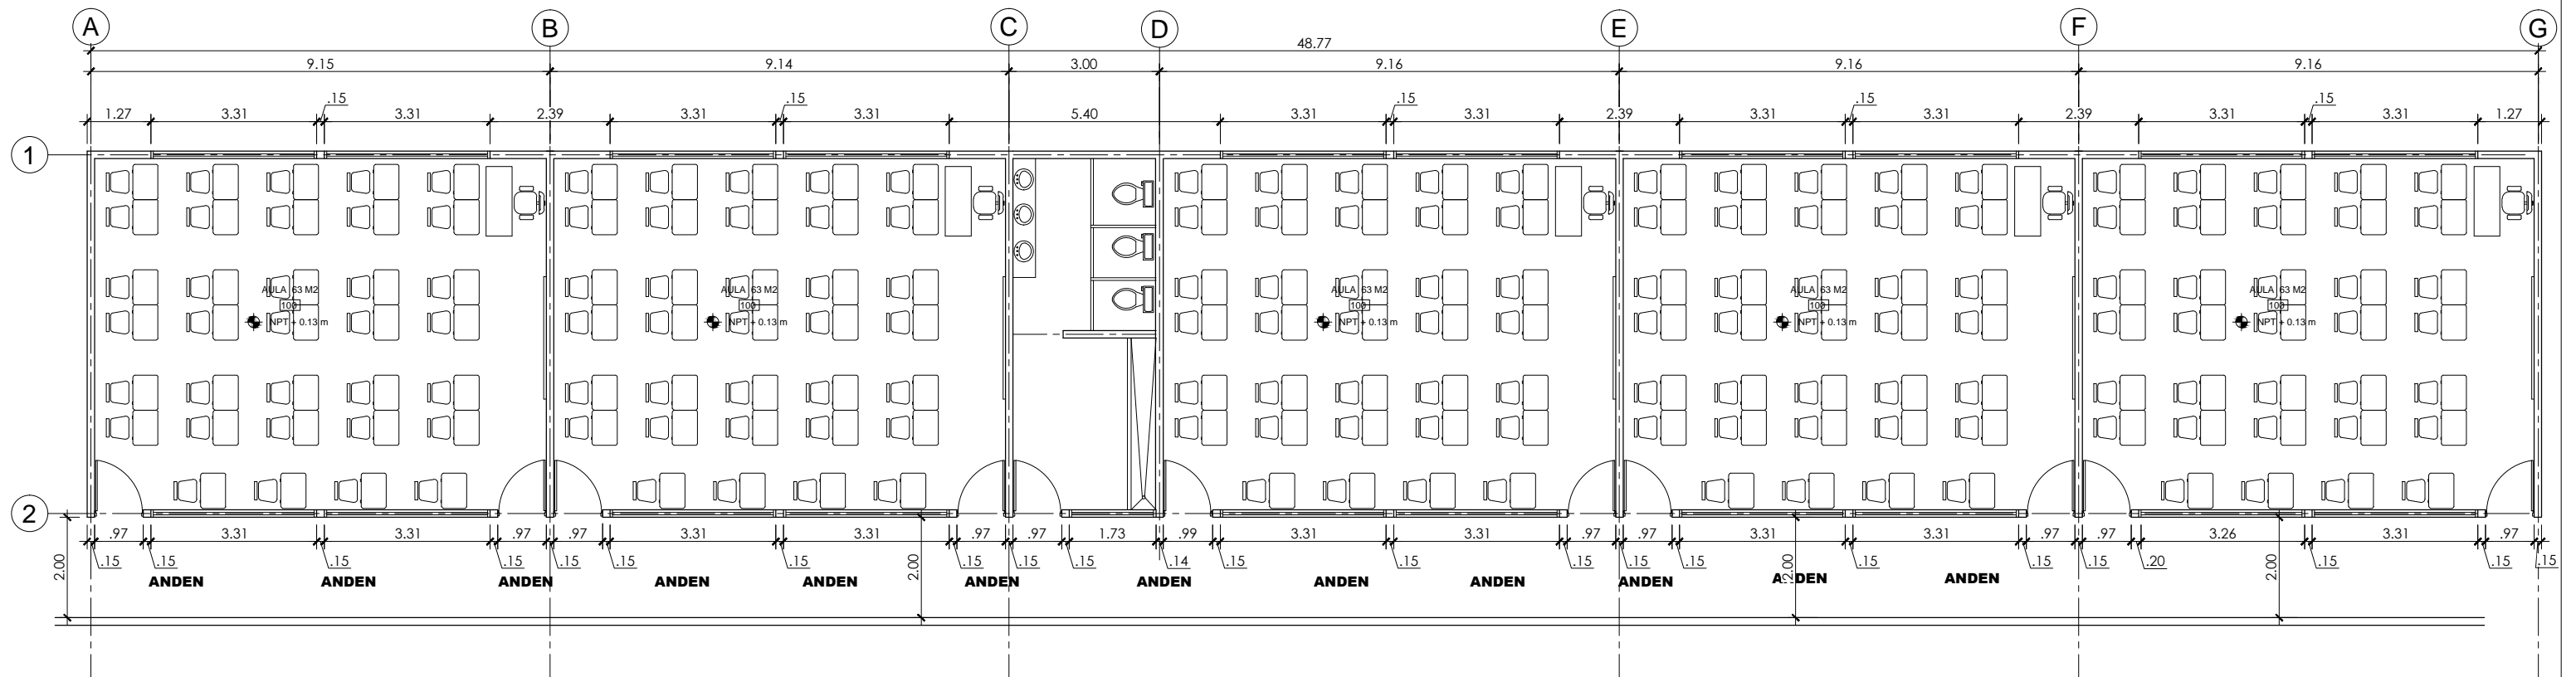 A B C D E F G
48.77
9.15 9.14 3.00 9.16 9.16 9.16
.15 .15 .15 .15 .15
1.27 3.31 3.31 2.39 3.31 3.31 5.40 3.31 3.31 2.39 3.31 3.31 2.39 3.31 3.31 1.27
1
AULA 63 M2 AULA 63 M2 AULA 63 M2 AULA 63 M2 AULA 63 M2
100 100 100 100 100
NPT + 0.13 m NPT + 0.13 m NPT + 0.13 m NPT + 0.13 m NPT + 0.13 m
2
.97 3.31 3.31 .97 .97 3.31 3.31 .97 .97 1.73 .99 3.31 3.31 .97 .97 3.31 3.31 .97 .97 3.26 3.31 .97
2.00 .15 .15 .15 .15 .15 .15 .15 2.00 .15 .15 .15 .14 .15 .15 .15 .15 .15 2.00 .15 .15 .15 .20 2.00 .15 .15 .15
ANDEN ANDEN ANDEN ANDEN ANDEN ANDEN ANDEN ANDEN ANDEN ANDEN ANDEN ANDEN